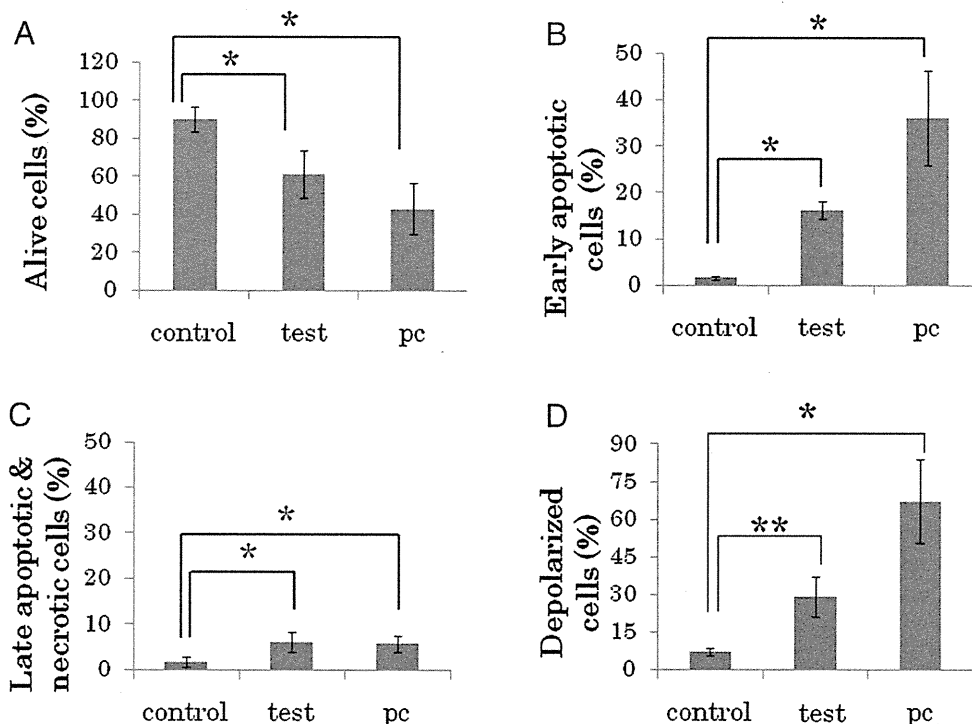 A
*
*
Alive cells (%)
120
100
80
60
40
20
0
control test pc
B
*
*
Early apoptotic
cells (%)
50
40
30
20
10
0
control test pc
C
*
*
Late apoptotic &
necrotic cells (%)
50
40
30
20
10
0
control test pc
D
*
**
Depolarized
cells (%)
90
75
60
45
30
15
0
control test pc